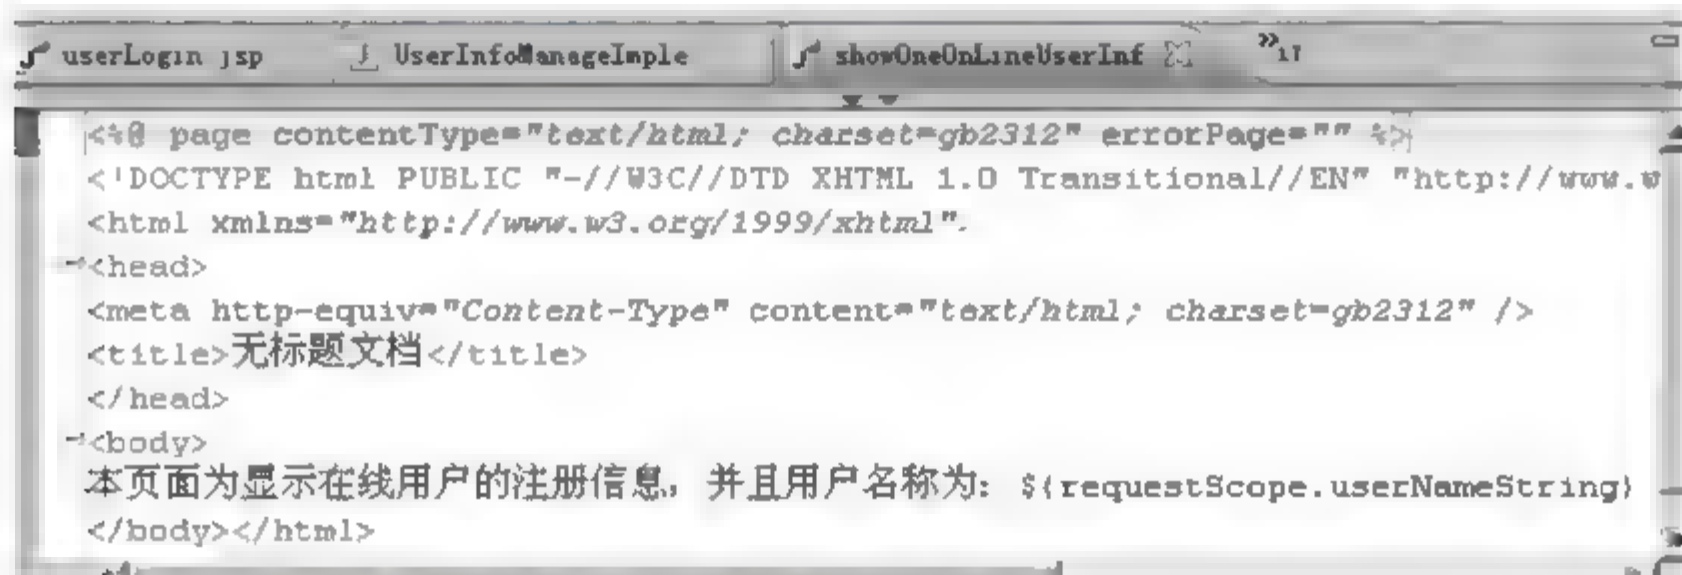 userLogin.jsp UserInfoManageImple showOneOnLineUserInf
<%@ page contentType="text/html; charset=gb2312" errorPage="" %>
<!DOCTYPE html PUBLIC "-//W3C//DTD XHTML 1.0 Transitional//EN" "http://www.w
<html xmlns="http://www.w3.org/1999/xhtml">
<head>
<meta http-equiv="Content-Type" content="text/html; charset=gb2312" />
<title>无标题文档</title>
</head>
<body>
本页面为显示在线用户的注册信息，并且用户名称为：${requestScope.userNameString}
</body></html>